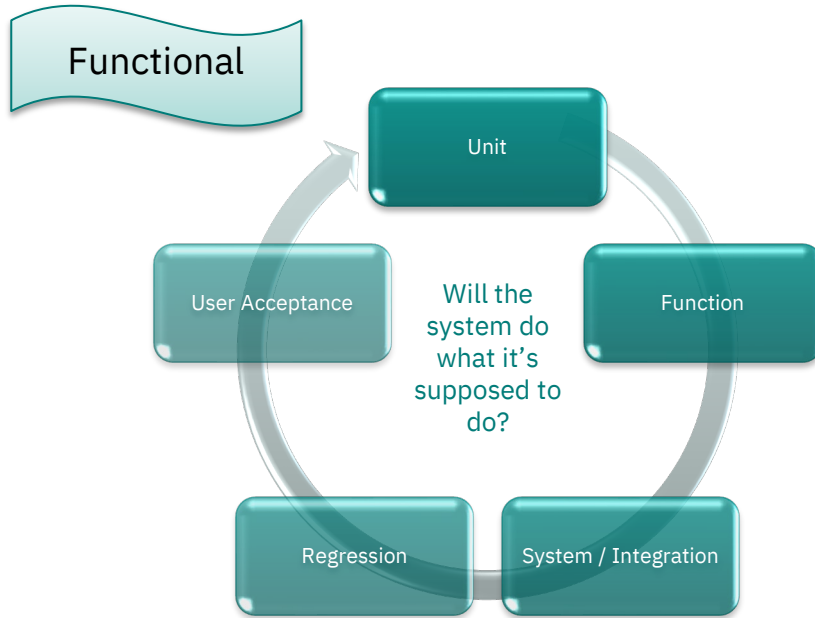 Functional
Unit
Function
System / Integration
Regression
User Acceptance
Will the
system do
what it’s
supposed to
do?